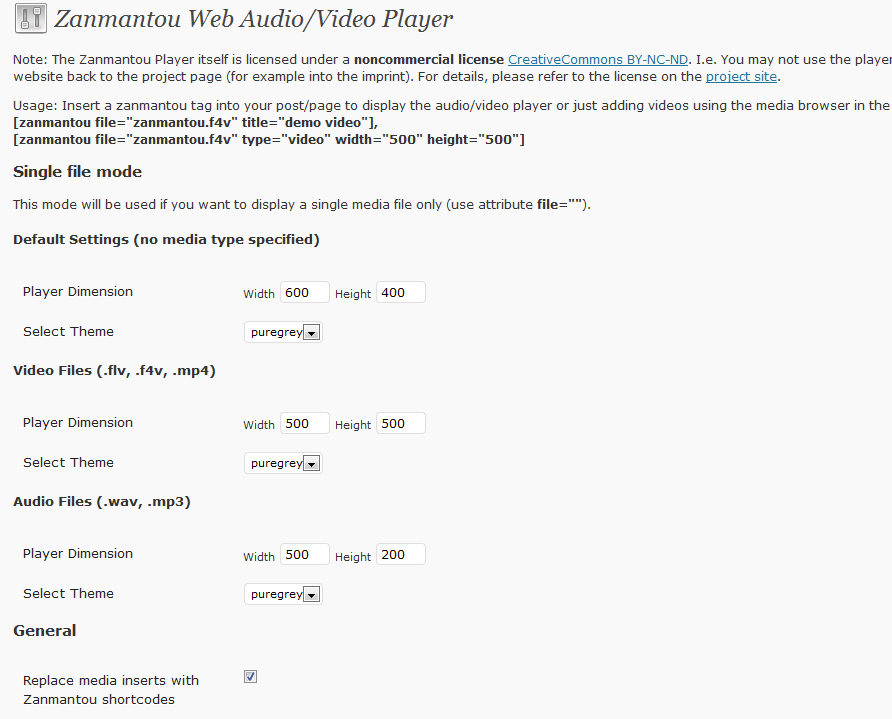 Zanmantou Web Audio/Video Player
Note: The Zanmantou Player itself is licensed under a noncommercial license CreativeCommons BY-NC-ND. I.e. You may not use the player
website back to the project page (for example into the imprint). For details, please refer to the license on the project site.
Usage: Insert a zanmantou tag into your post/page to display the audio/video player or just adding videos using the media browser in the
[zanmantou file="zanmantou.f4v" title="demo video"],
[zanmantou file="zanmantou.f4v" type="video" width="500" height="500"]
Single file mode
This mode will be used if you want to display a single media file only (use attribute file="").
Default Settings (no media type specified)
Player Dimension Width 600 Height 400
Select Theme puregrey
Video Files (.flv, .f4v, .mp4)
Player Dimension Width 500 Height 500
Select Theme puregrey
Audio Files (.wav, .mp3)
Player Dimension Width 500 Height 200
Select Theme puregrey
General
Replace media inserts with
Zanmantou shortcodes